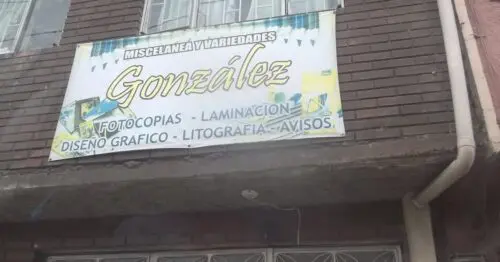 MISCELANEA Y VARIEDADES
González
FOTOCOPIAS - LAMINACION
DISEÑO GRAFICO - LITOGRAFIA - AVISOS